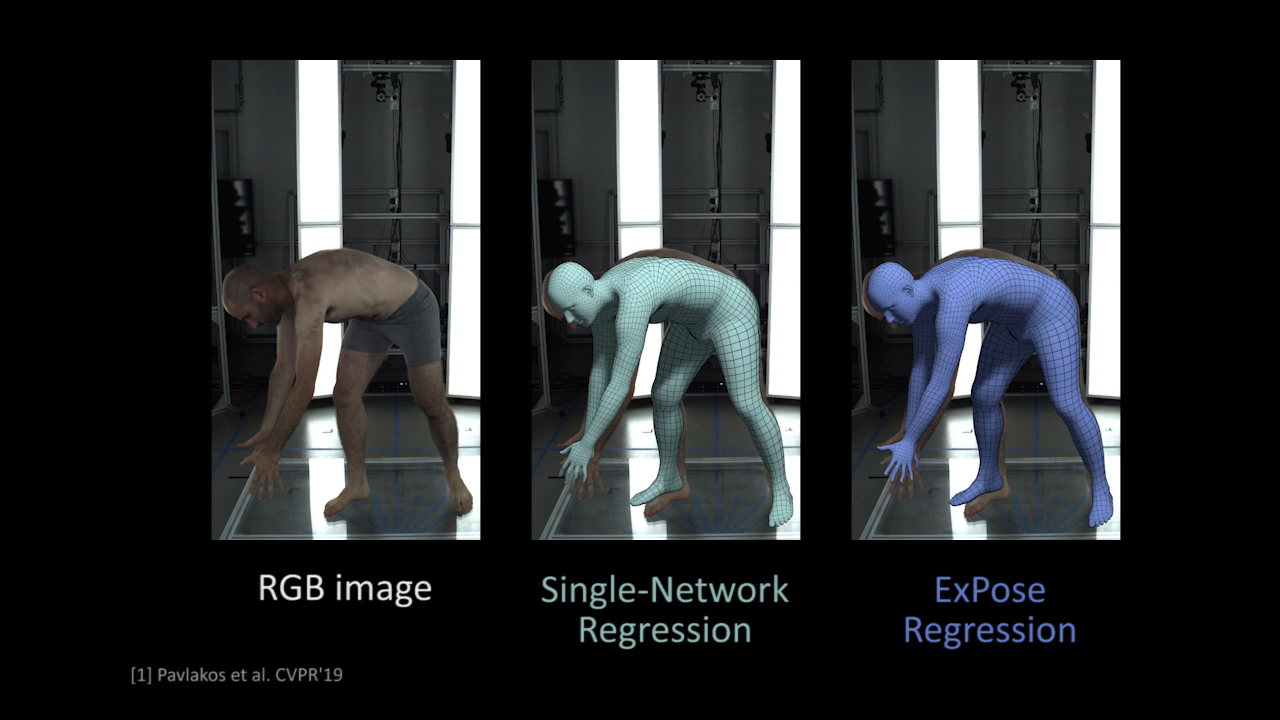 RGB image
Single-Network
Regression
ExPose
Regression
[1] Pavlakos et al. CVPR'19